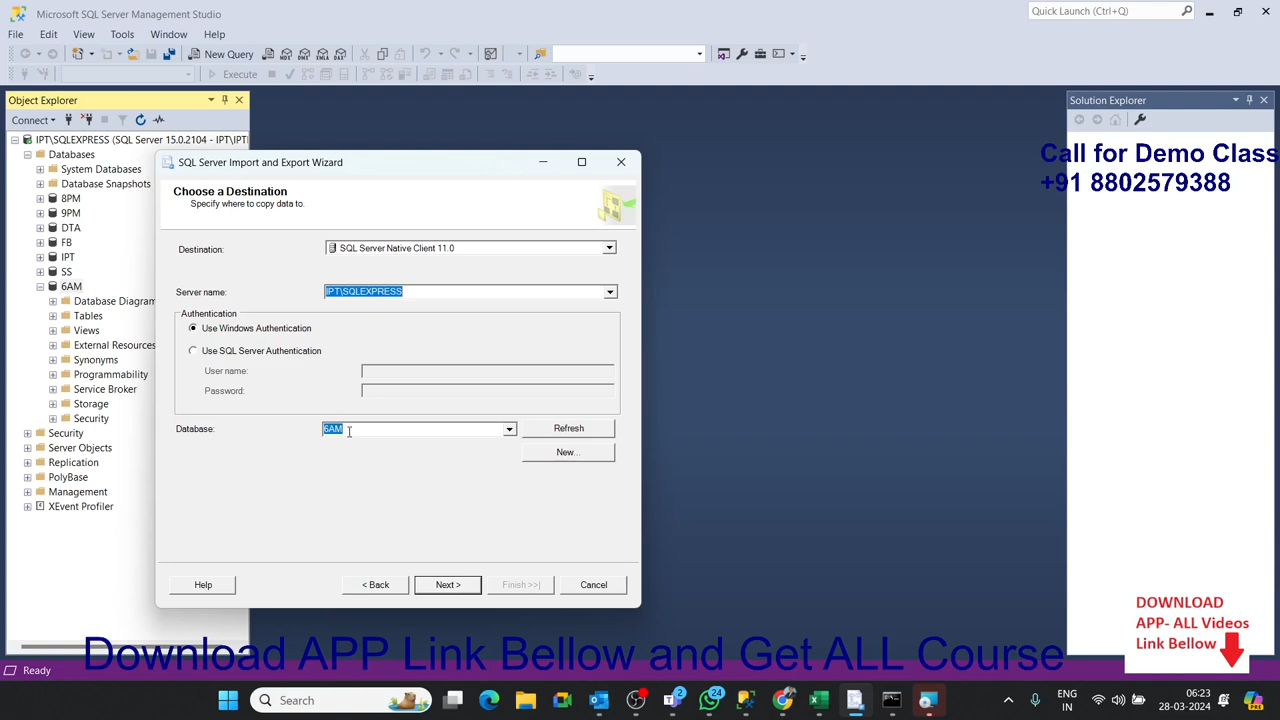 Microsoft SQL Server Management Studio
Quick Launch (Ctrl+Q)
File Edit View Tools Window Help
New Query
Execute
Object Explorer
Solution Explorer
Connect
IPT\SQLEXPRESS (SQL Server 15.0.2104 - IPT\IPTI
Databases
System Databases
Database Snapshots
8PM
9PM
DTA
FB
IPT
SS
6AM
Database Diagram
Tables
Views
External Resources
Synonyms
Programmability
Service Broker
Storage
Security
Security
Server Objects
Replication
PolyBase
Management
XEvent Profiler
SQL Server Import and Export Wizard
Choose a Destination
Specify where to copy data to.
Destination: SQL Server Native Client 11.0
Server name: IPT\SQLEXPRESS
Authentication
Use Windows Authentication
Use SQL Server Authentication
User name:
Password:
Database: 6AM Refresh
New...
Help < Back Next > Finish >>| Cancel
Call for Demo Class
+91 8802579388
DOWNLOAD
APP- ALL Videos
Link Bellow
Download APP Link Bellow and Get ALL Course
Ready
Search
2
24
ENG
IN
06:23
28-03-2024